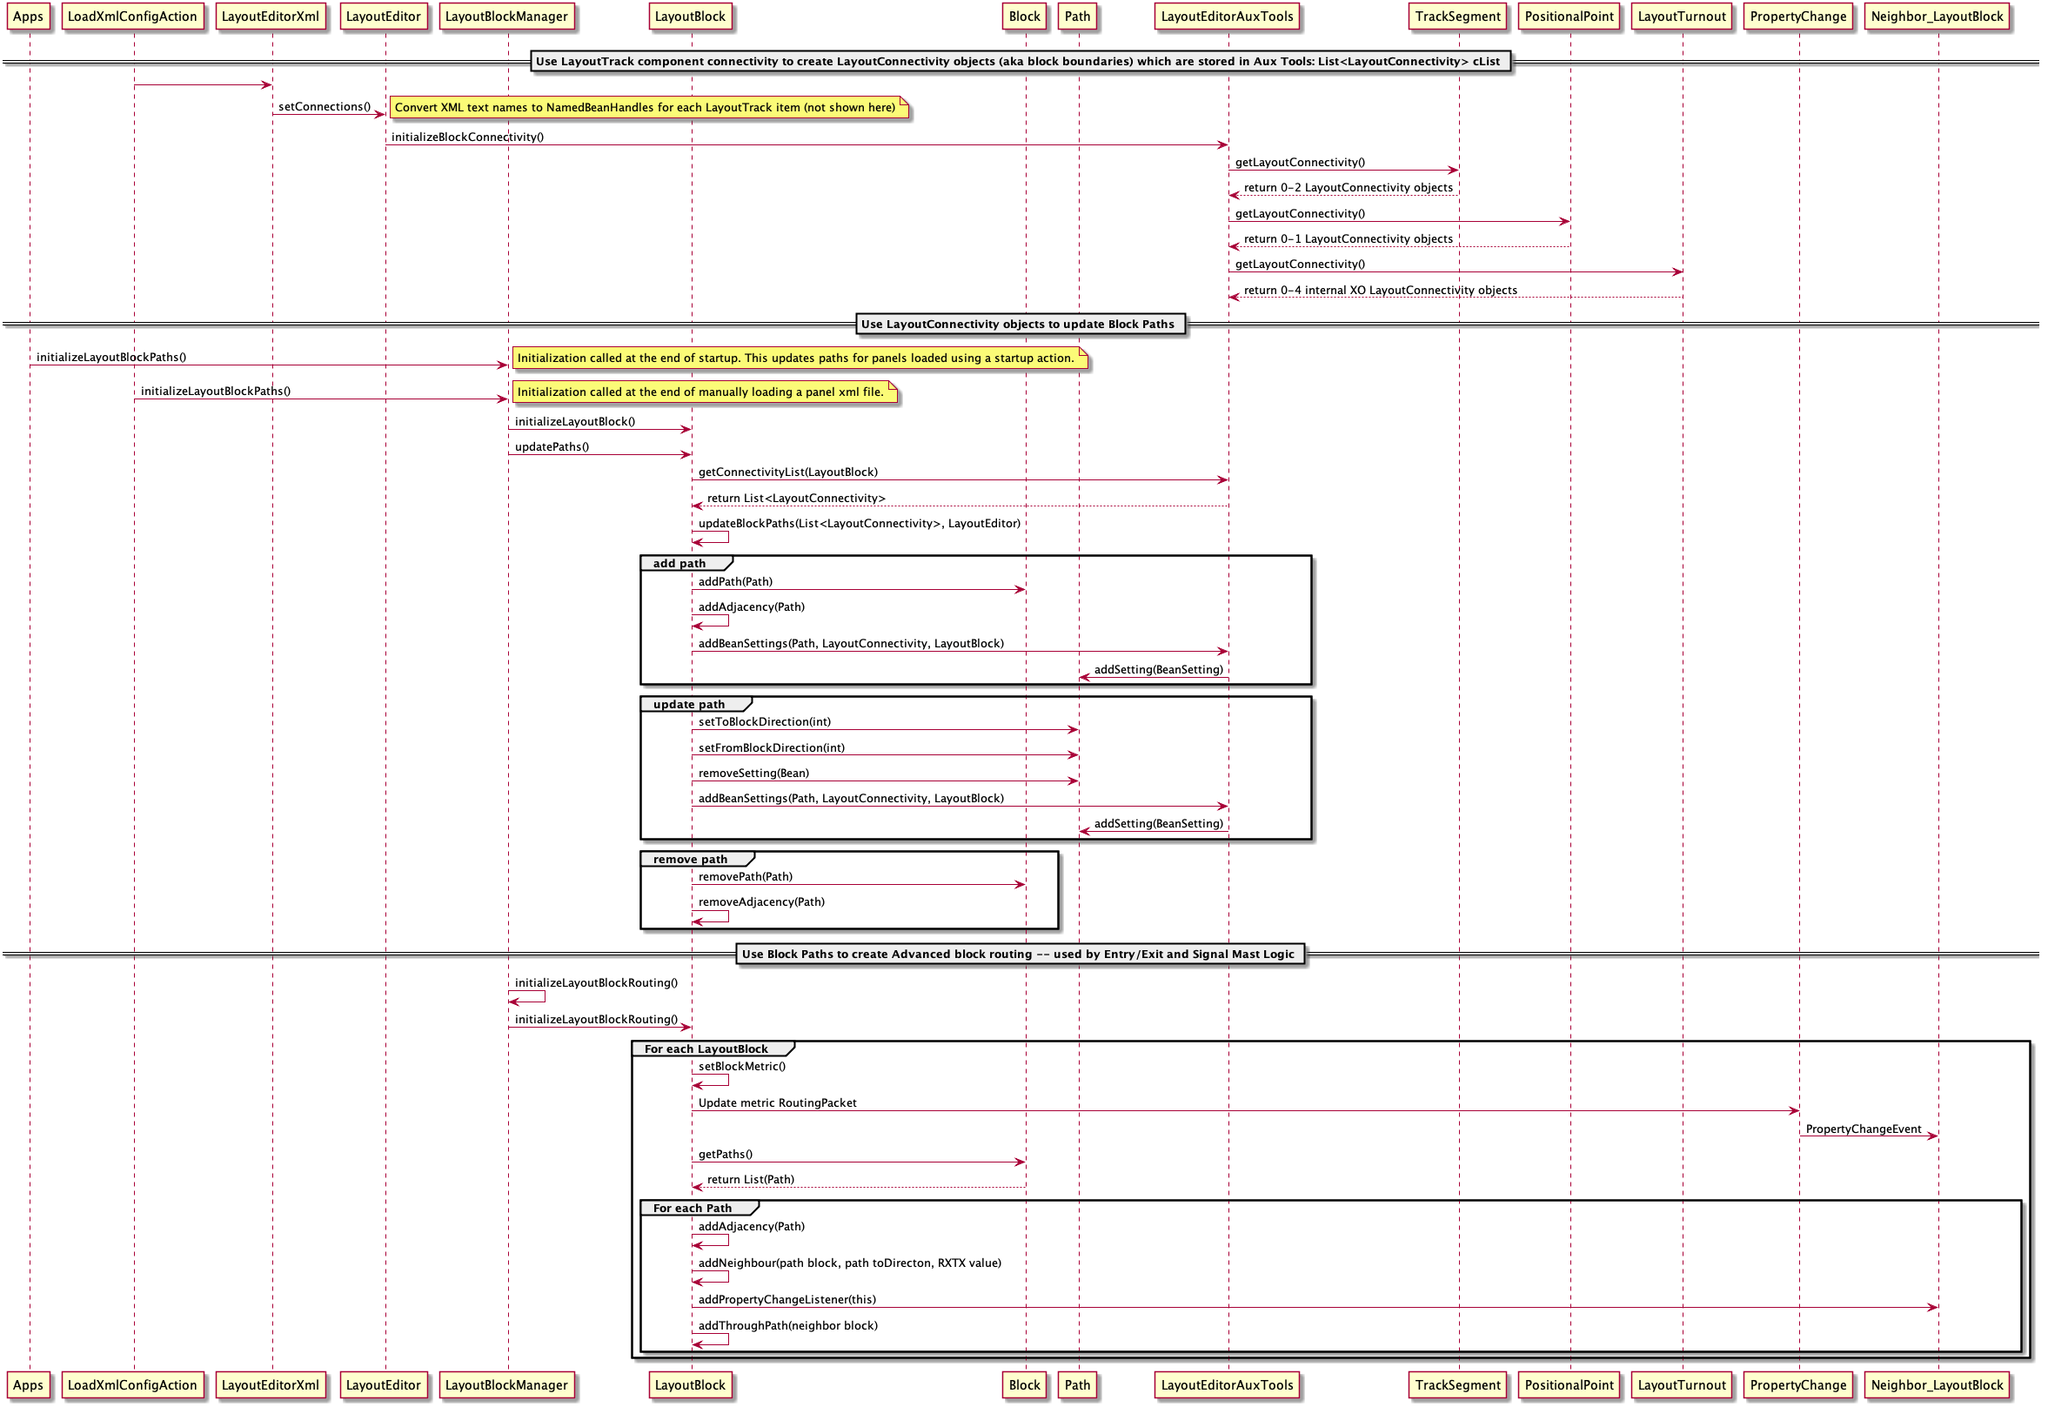 Apps
LoadXmlConfigAction
LayoutEditorXml
LayoutEditor
LayoutBlockManager
LayoutBlock
Block
Path
LayoutEditorAuxTools
TrackSegment
PositionalPoint
LayoutTurnout
PropertyChange
Neighbor_LayoutBlock
Use LayoutTrack component connectivity to create LayoutConnectivity objects (aka block boundaries) which are stored in Aux Tools: List<LayoutConnectivity> cList
setConnections()
Convert XML text names to NamedBeanHandles for each LayoutTrack item (not shown here)
initializeBlockConnectivity()
getLayoutConnectivity()
return 0-2 LayoutConnectivity objects
getLayoutConnectivity()
return 0-1 LayoutConnectivity objects
getLayoutConnectivity()
return 0-4 internal XO LayoutConnectivity objects
Use LayoutConnectivity objects to update Block Paths
initializeLayoutBlockPaths()
Initialization called at the end of startup. This updates paths for panels loaded using a startup action.
initializeLayoutBlockPaths()
Initialization called at the end of manually loading a panel xml file.
initializeLayoutBlock()
updatePaths()
getConnectivityList(LayoutBlock)
return List<LayoutConnectivity>
updateBlockPaths(List<LayoutConnectivity>, LayoutEditor)
add path
addPath(Path)
addAdjacency(Path)
addBeanSettings(Path, LayoutConnectivity, LayoutBlock)
addSetting(BeanSetting)
update path
setToBlockDirection(int)
setFromBlockDirection(int)
removeSetting(Bean)
addBeanSettings(Path, LayoutConnectivity, LayoutBlock)
addSetting(BeanSetting)
remove path
removePath(Path)
removeAdjacency(Path)
Use Block Paths to create Advanced block routing -- used by Entry/Exit and Signal Mast Logic
initializeLayoutBlockRouting()
initializeLayoutBlockRouting()
For each LayoutBlock
setBlockMetric()
Update metric RoutingPacket
PropertyChangeEvent
getPaths()
return List(Path)
For each Path
addAdjacency(Path)
addNeighbour(path block, path toDirecton, RXTX value)
addPropertyChangeListener(this)
addThroughPath(neighbor block)
Apps
LoadXmlConfigAction
LayoutEditorXml
LayoutEditor
LayoutBlockManager
LayoutBlock
Block
Path
LayoutEditorAuxTools
TrackSegment
PositionalPoint
LayoutTurnout
PropertyChange
Neighbor_LayoutBlock